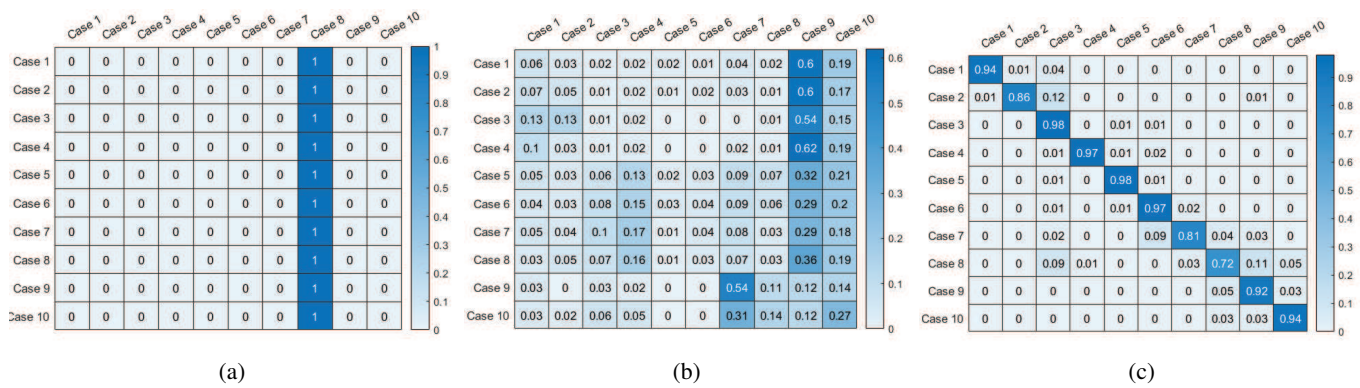 Case 1 Case 2 Case 3 Case 4 Case 5 Case 6 Case 7 Case 8 Case 9 Case 10
Case 1 0 0 0 0 0 0 0 1 0 0
Case 2 0 0 0 0 0 0 0 1 0 0
Case 3 0 0 0 0 0 0 0 1 0 0
Case 4 0 0 0 0 0 0 0 1 0 0
Case 5 0 0 0 0 0 0 0 1 0 0
Case 6 0 0 0 0 0 0 0 1 0 0
Case 7 0 0 0 0 0 0 0 1 0 0
Case 8 0 0 0 0 0 0 0 1 0 0
Case 9 0 0 0 0 0 0 0 1 0 0
Case 10 0 0 0 0 0 0 0 1 0 0
1
0.9
0.8
0.7
0.6
0.5
0.4
0.3
0.2
0.1
0
(a)
Case 1 Case 2 Case 3 Case 4 Case 5 Case 6 Case 7 Case 8 Case 9 Case 10
Case 1 0.06 0.03 0.02 0.02 0.02 0.01 0.04 0.02 0.6 0.19
Case 2 0.07 0.05 0.01 0.02 0.01 0.02 0.03 0.01 0.6 0.17
Case 3 0.13 0.13 0.01 0.02 0 0 0 0.01 0.54 0.15
Case 4 0.1 0.03 0.01 0.02 0 0 0.02 0.01 0.62 0.19
Case 5 0.05 0.03 0.06 0.13 0.02 0.03 0.09 0.07 0.32 0.21
Case 6 0.04 0.03 0.08 0.15 0.03 0.04 0.09 0.06 0.29 0.2
Case 7 0.05 0.04 0.1 0.17 0.01 0.04 0.08 0.03 0.29 0.18
Case 8 0.03 0.05 0.07 0.16 0.01 0.03 0.07 0.03 0.36 0.19
Case 9 0.03 0 0.03 0.02 0 0 0.54 0.11 0.12 0.14
Case 10 0.03 0.02 0.06 0.05 0 0 0.31 0.14 0.12 0.27
0.6
0.5
0.4
0.3
0.2
0.1
0
(b)
Case 1 Case 2 Case 3 Case 4 Case 5 Case 6 Case 7 Case 8 Case 9 Case 10
Case 1 0.94 0.01 0.04 0 0 0 0 0 0 0
Case 2 0.01 0.86 0.12 0 0 0 0 0 0.01 0
Case 3 0 0 0.98 0 0.01 0.01 0 0 0 0
Case 4 0 0 0.01 0.97 0.01 0.02 0 0 0 0
Case 5 0 0 0.01 0 0.98 0.01 0 0 0 0
Case 6 0 0 0.01 0 0.01 0.97 0.02 0 0 0
Case 7 0 0 0.02 0 0 0.09 0.81 0.04 0.03 0
Case 8 0 0 0.09 0.01 0 0 0.03 0.72 0.11 0.05
Case 9 0 0 0 0 0 0 0 0.05 0.92 0.03
Case 10 0 0 0 0 0 0 0 0.03 0.03 0.94
0.9
0.8
0.7
0.6
0.5
0.4
0.3
0.2
0.1
0
(c)